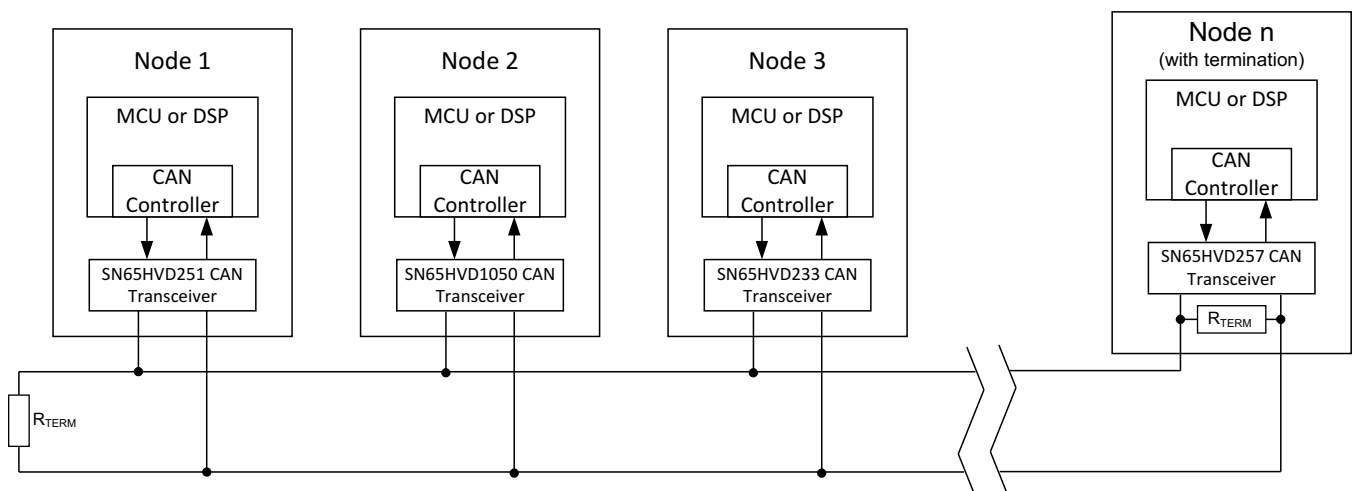 Node 1
MCU or DSP
CAN
Controller
SN65HVD251 CAN
Transceiver
Node 2
MCU or DSP
CAN
Controller
SN65HVD1050 CAN
Transceiver
Node 3
MCU or DSP
CAN
Controller
SN65HVD233 CAN
Transceiver
Node n
(with termination)
MCU or DSP
CAN
Controller
SN65HVD257 CAN
Transceiver
RTERM
RTERM